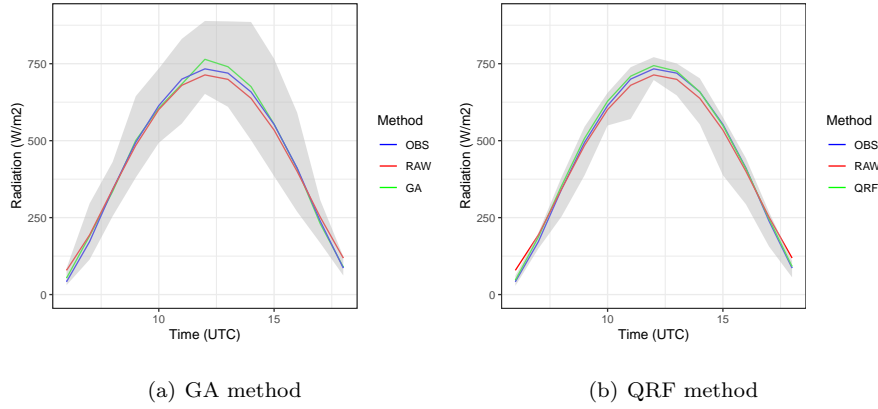 750
500
250
0
10
15
Time (UTC)
Radiation (W/m2)
Method
OBS
RAW
GA
(a) GA method
750
500
250
0
10
15
Time (UTC)
Radiation (W/m2)
Method
OBS
RAW
QRF
(b) QRF method